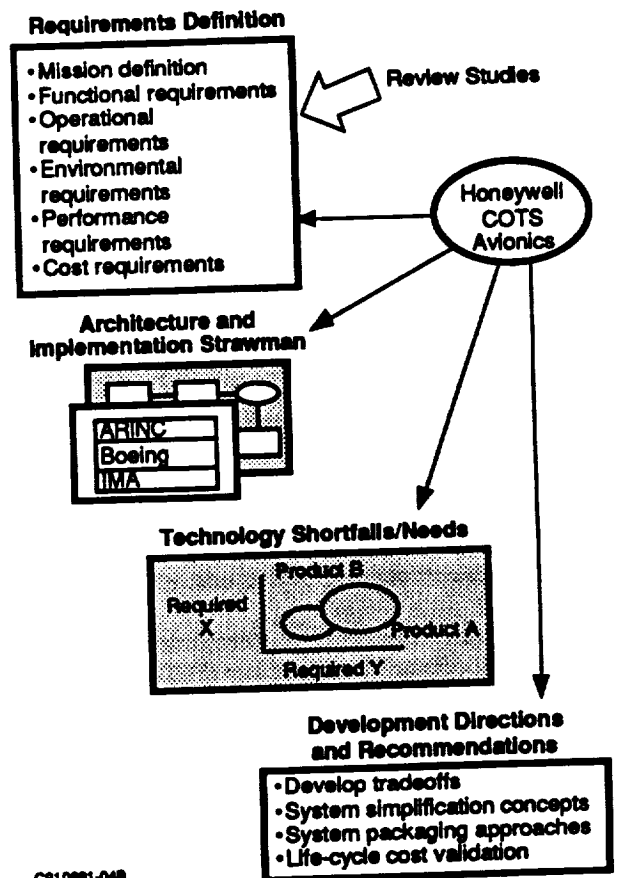 Requirements Definition
• Mission definition
• Functional requirements
• Operational
requirements
• Environmental
requirements
• Performance
requirements
• Cost requirements
Review Studies
Honeywell
COTS
Avionics
Architecture and
Implementation Strawman
ARINC
Boeing
IMA
Technology Shortfalls/Needs
Product B
Required
X
Product A
Required Y
Development Directions
and Recommendations
• Develop tradeoffs
• System simplification concepts
• System packaging approaches
• Life-cycle cost validation